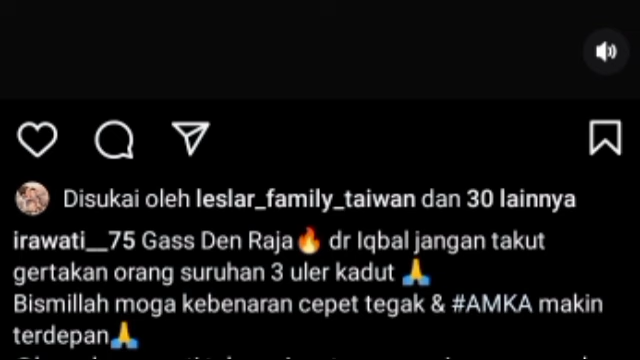 Disukai oleh leslar_family_taiwan dan 30 lainnya
irawati__75 Gass Den Raja🔥 dr Iqbal jangan takut
gertakan orang suruhan 3 uler kadut 🙏
Bismillah moga kebenaran cepet tegak & #AMKA makin
terdepan🙏